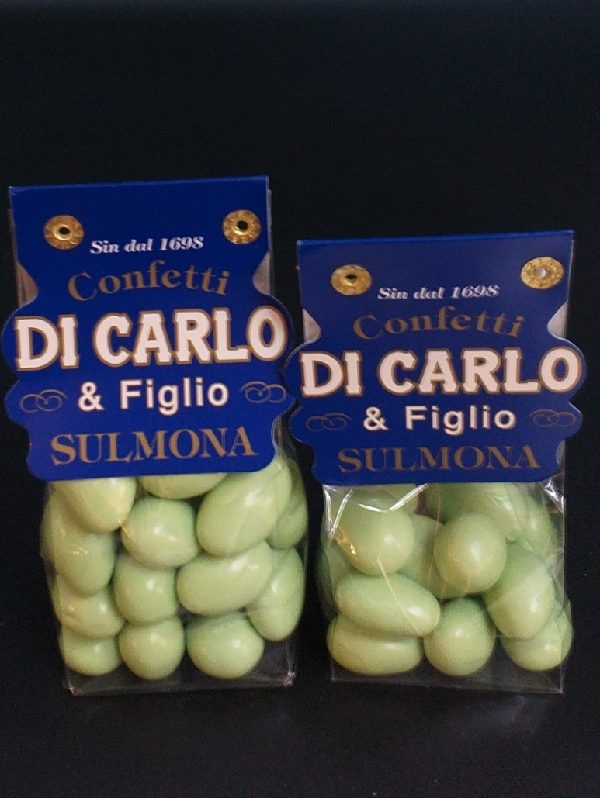 Sin dal 1698
Confetti
DI CARLO
& Figlio
SULMONA
Sin dal 1698
Confetti
DI CARLO
& Figlio
SULMONA